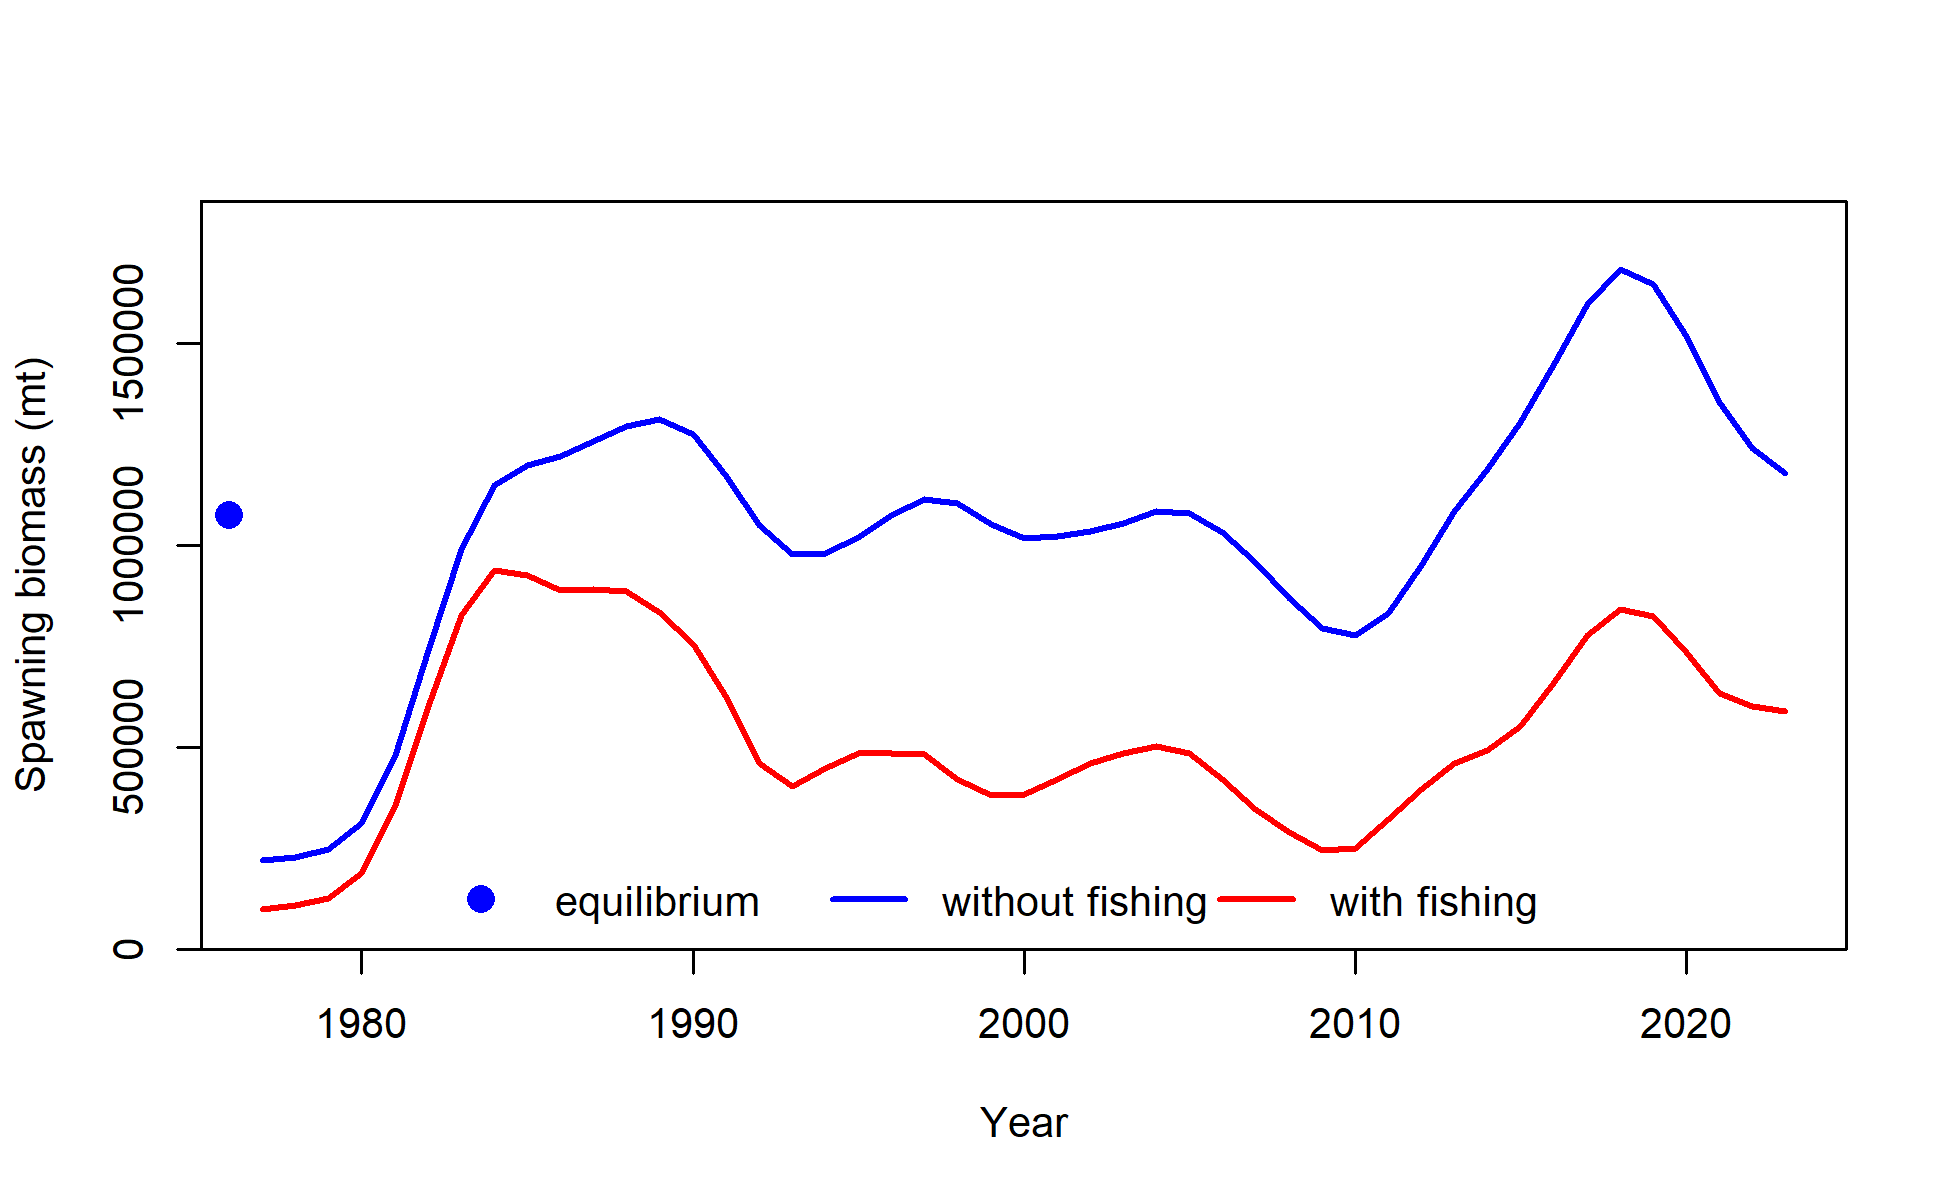 Spawning biomass (mt)
1500000
1000000
500000
0
equilibrium without fishing with fishing
1980 1990 2000 2010 2020
Year